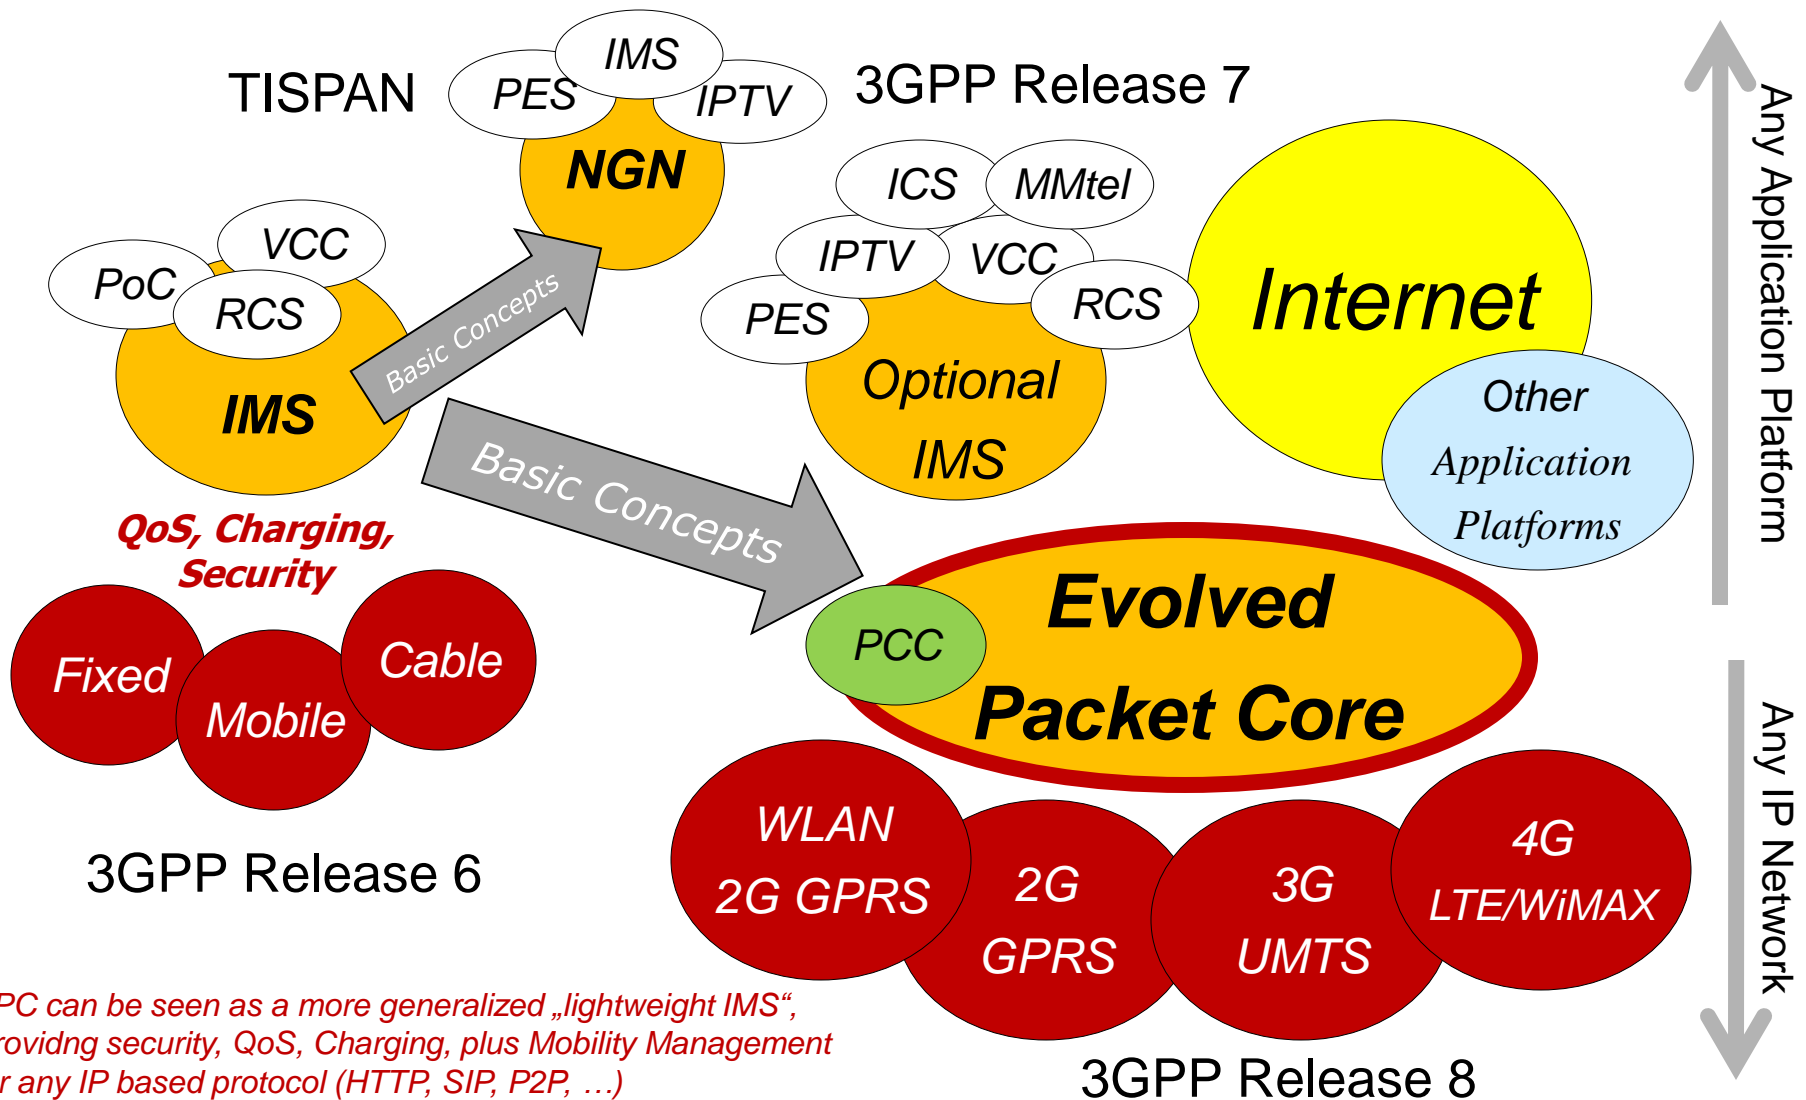 TISPAN
PES
IMS
IPTV
NGN
3GPP Release 7
PoC
VCC
RCS
IMS
Basic Concepts
Basic Concepts
ICS
MMtel
IPTV
VCC
PES
RCS
Optional
IMS
Internet
Other
Application
Platforms
Any Application Platform
QoS, Charging,
Security
Fixed
Mobile
Cable
3GPP Release 6
PCC
Evolved
Packet Core
WLAN
2G GPRS
2G
GPRS
3G
UMTS
4G
LTE/WiMAX
Any IP Network
PC can be seen as a more generalized „lightweight IMS“,
rovidng security, QoS, Charging, plus Mobility Management
r any IP based protocol (HTTP, SIP, P2P, …)
3GPP Release 8